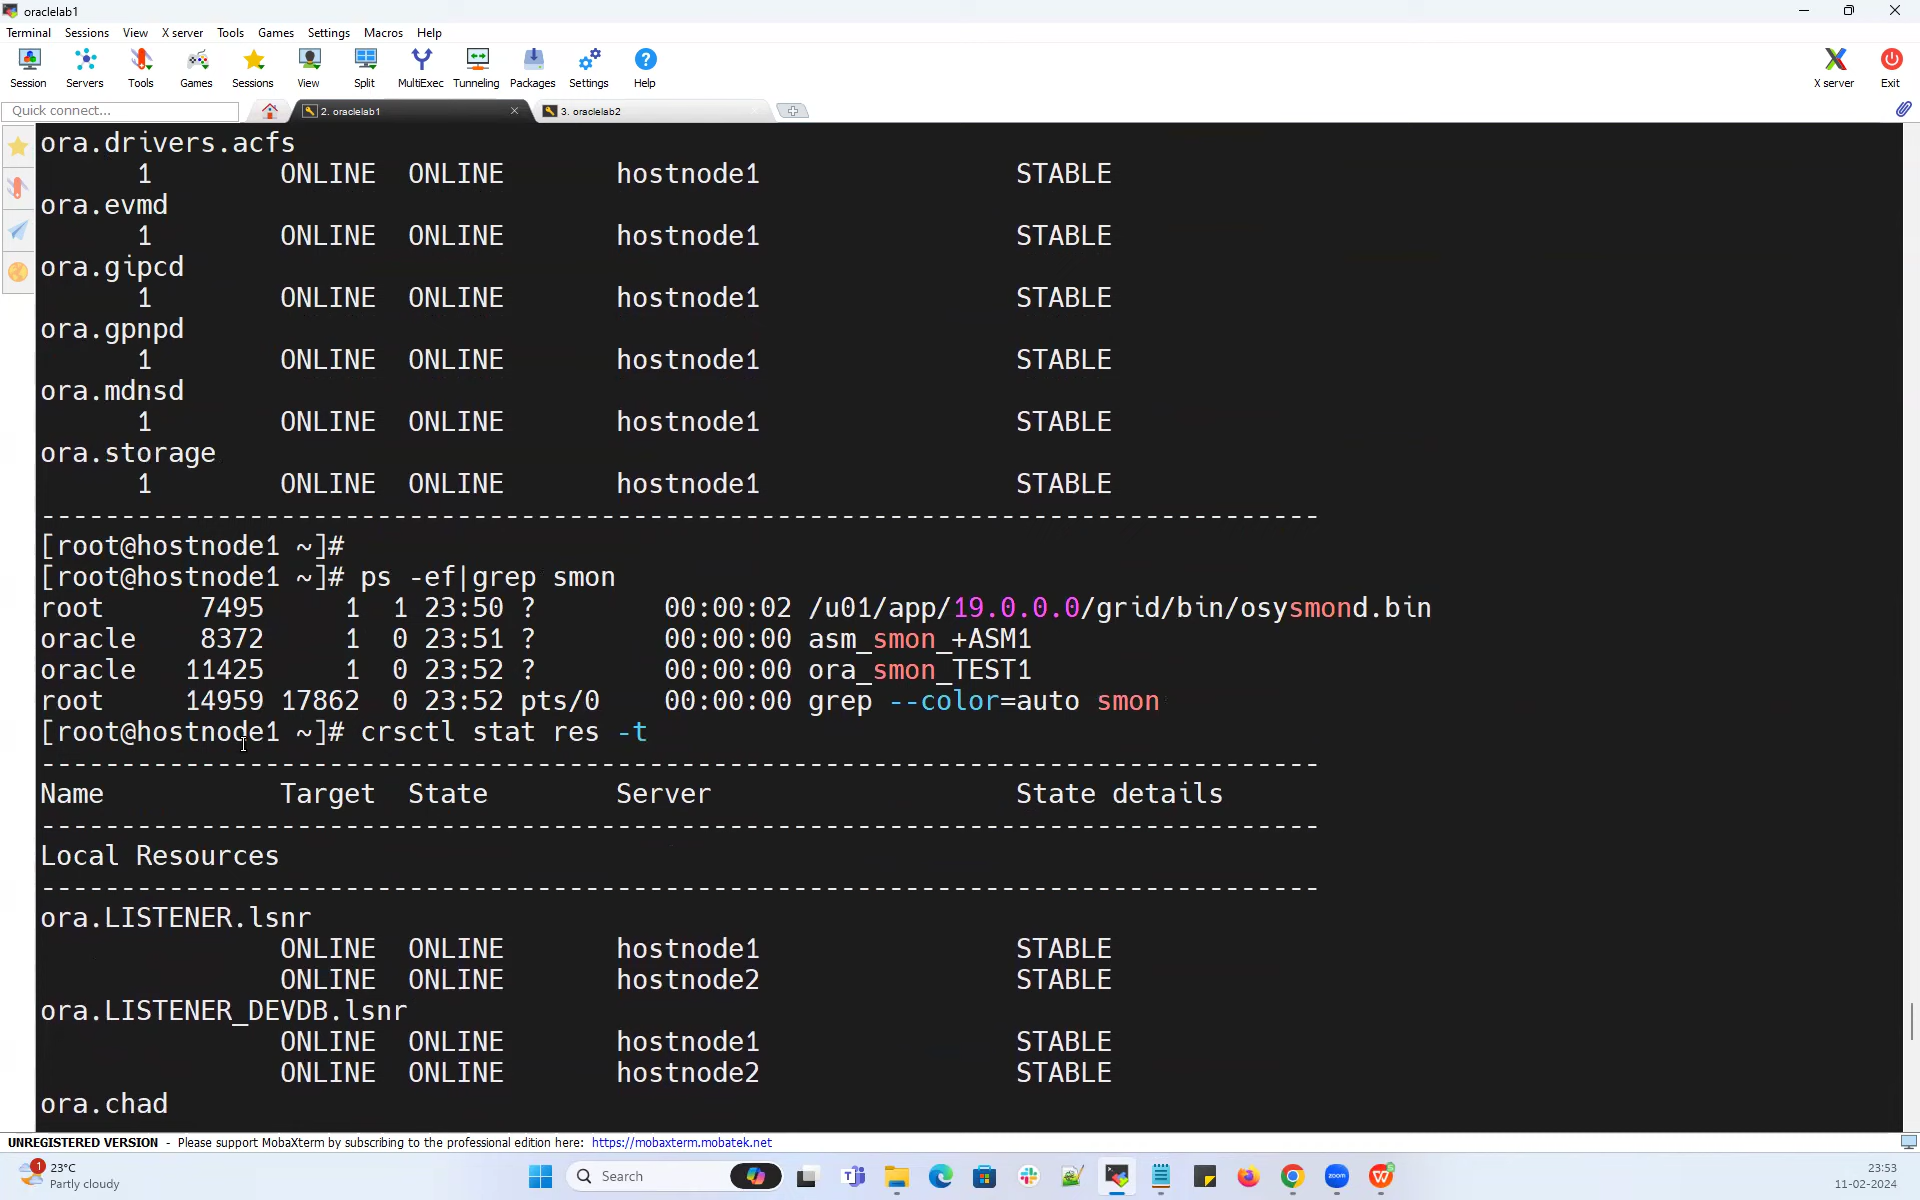 oraclelab1
Terminal Sessions View X server Tools Games Settings Macros Help
Session Servers Tools Games Sessions View Split MultiExec Tunneling Packages Settings Help X server Exit
Quick connect... 2. oraclelab1 3. oraclelab2
ora.drivers.acfs
1 ONLINE ONLINE hostnode1 STABLE
ora.evmd
1 ONLINE ONLINE hostnode1 STABLE
ora.gipcd
1 ONLINE ONLINE hostnode1 STABLE
ora.gpnpd
1 ONLINE ONLINE hostnode1 STABLE
ora.mdnsd
1 ONLINE ONLINE hostnode1 STABLE
ora.storage
1 ONLINE ONLINE hostnode1 STABLE
--------------------------------------------------------------------------------
[root@hostnode1 ~]#
[root@hostnode1 ~]# ps -ef|grep smon
root 7495 1 1 23:50 ? 00:00:02 /u01/app/19.0.0.0/grid/bin/osysmond.bin
oracle 8372 1 0 23:51 ? 00:00:00 asm_smon_+ASM1
oracle 11425 1 0 23:52 ? 00:00:00 ora_smon_TEST1
root 14959 17862 0 23:52 pts/0 00:00:00 grep --color=auto smon
[root@hostnode1 ~]# crsctl stat res -t
--------------------------------------------------------------------------------
Name Target State Server State details
--------------------------------------------------------------------------------
Local Resources
--------------------------------------------------------------------------------
ora.LISTENER.lsnr
ONLINE ONLINE hostnode1 STABLE
ONLINE ONLINE hostnode2 STABLE
ora.LISTENER_DEVDB.lsnr
ONLINE ONLINE hostnode1 STABLE
ONLINE ONLINE hostnode2 STABLE
ora.chad
UNREGISTERED VERSION - Please support MobaXterm by subscribing to the professional edition here: https://mobaxterm.mobatek.net
1 23°C
Partly cloudy
Search
zoom
23:53
11-02-2024